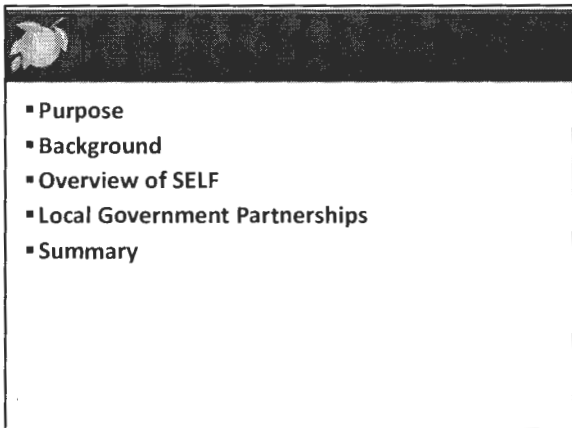 ▪ Purpose
▪ Background
▪ Overview of SELF
▪ Local Government Partnerships
▪ Summary